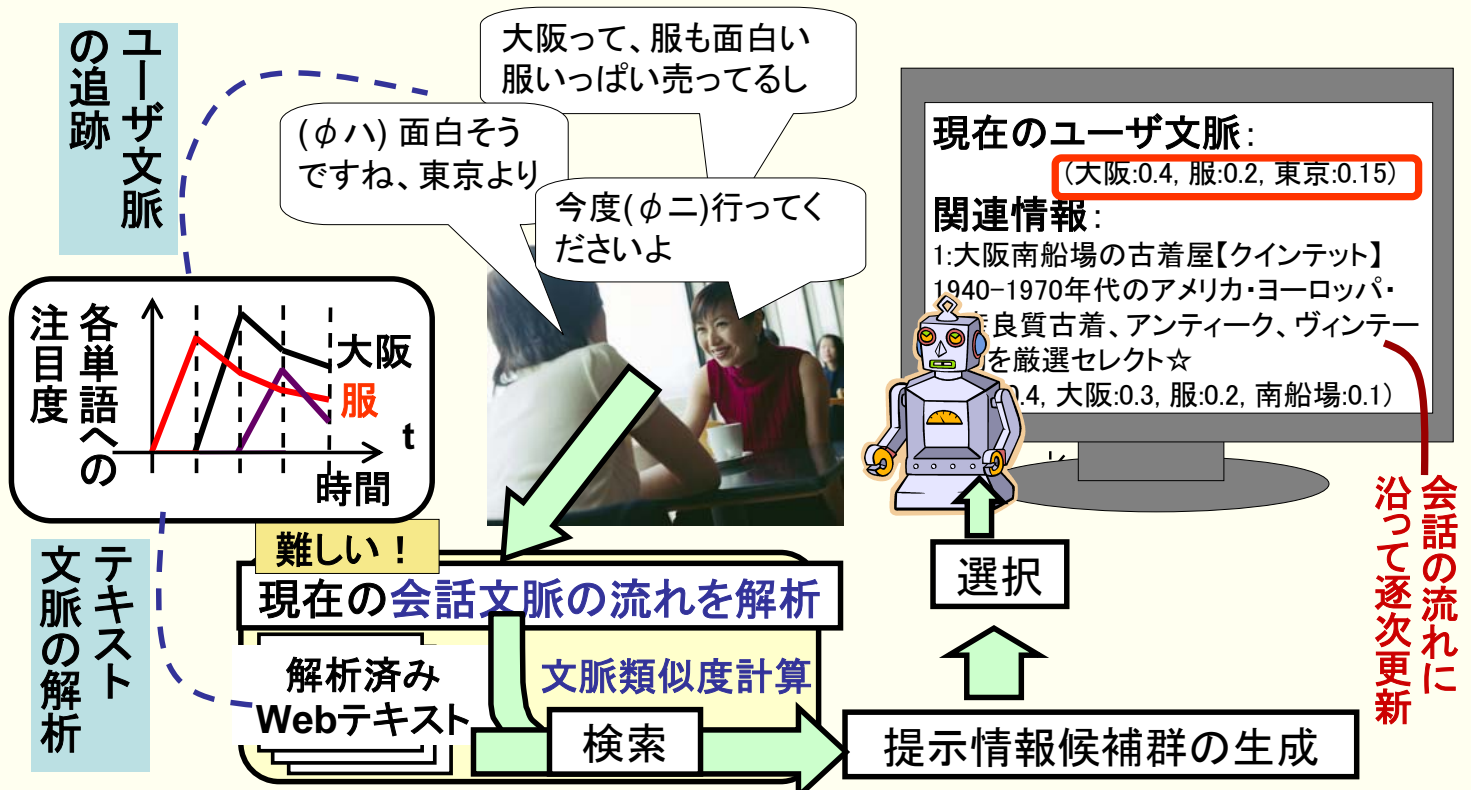 ユーザ文脈
の追跡
大阪って、服も面白い
服いっぱい売ってるし
(φハ) 面白そう
ですね、東京より
今度(φニ)行ってく
ださいよ
現在のユーザ文脈:
(大阪:0.4, 服:0.2, 東京:0.15)
関連情報:
1:大阪南船場の古着屋【クインテット】
1940-1970年代のアメリカ・ヨーロッパ・
良質古着、アンティーク、ヴィンテー
を厳選セレクト☆
.4, 大阪:0.3, 服:0.2, 南船場:0.1)
各単語への
注目度
大阪
服
t
時間
テキスト
文脈の解析
難しい！
現在の会話文脈の流れを解析
解析済み
Webテキスト
文脈類似度計算
検索
提示情報候補群の生成
選択
会話の流れに
沿って逐次更新